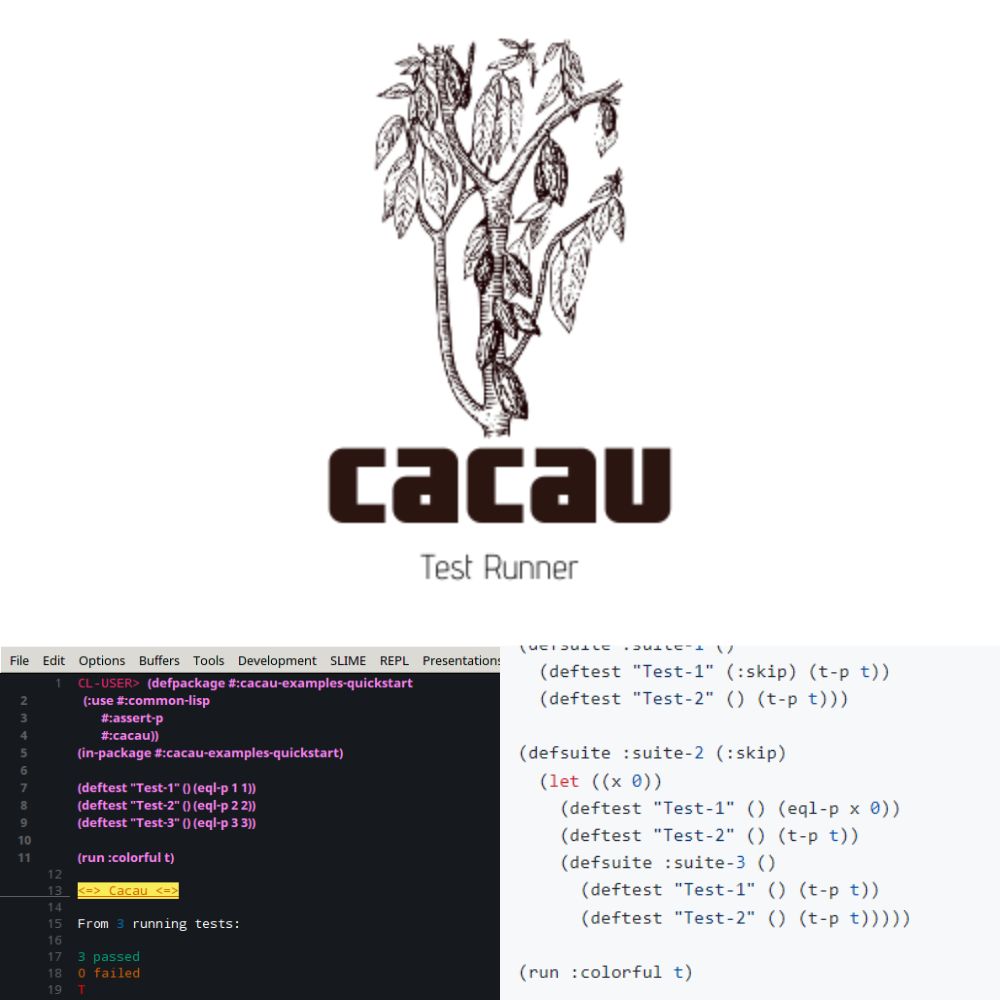 cacau
Test Runner
File Edit Options Buffers Tools Development SLIME REPL Presentations
1 CL-USER> (defpackage #:cacau-examples-quickstart
2 (:use #:common-lisp
3 #:assert-p
4 #:cacau))
5 (in-package #:cacau-examples-quickstart)
6
7 (deftest "Test-1" () (eql-p 1 1))
8 (deftest "Test-2" () (eql-p 2 2))
9 (deftest "Test-3" () (eql-p 3 3))
10
11 (run :colorful t)
12
13 <=> Cacau <=>
14
15 From 3 running tests:
16
17 3 passed
18 0 failed
19 T
(defsuite :suite-1 ()
(deftest "Test-1" (:skip) (t-p t))
(deftest "Test-2" () (t-p t)))
(defsuite :suite-2 (:skip)
(let ((x 0))
(deftest "Test-1" () (eql-p x 0))
(deftest "Test-2" () (t-p t))
(defsuite :suite-3 ()
(deftest "Test-1" () (t-p t))
(deftest "Test-2" () (t-p t)))))
(run :colorful t)